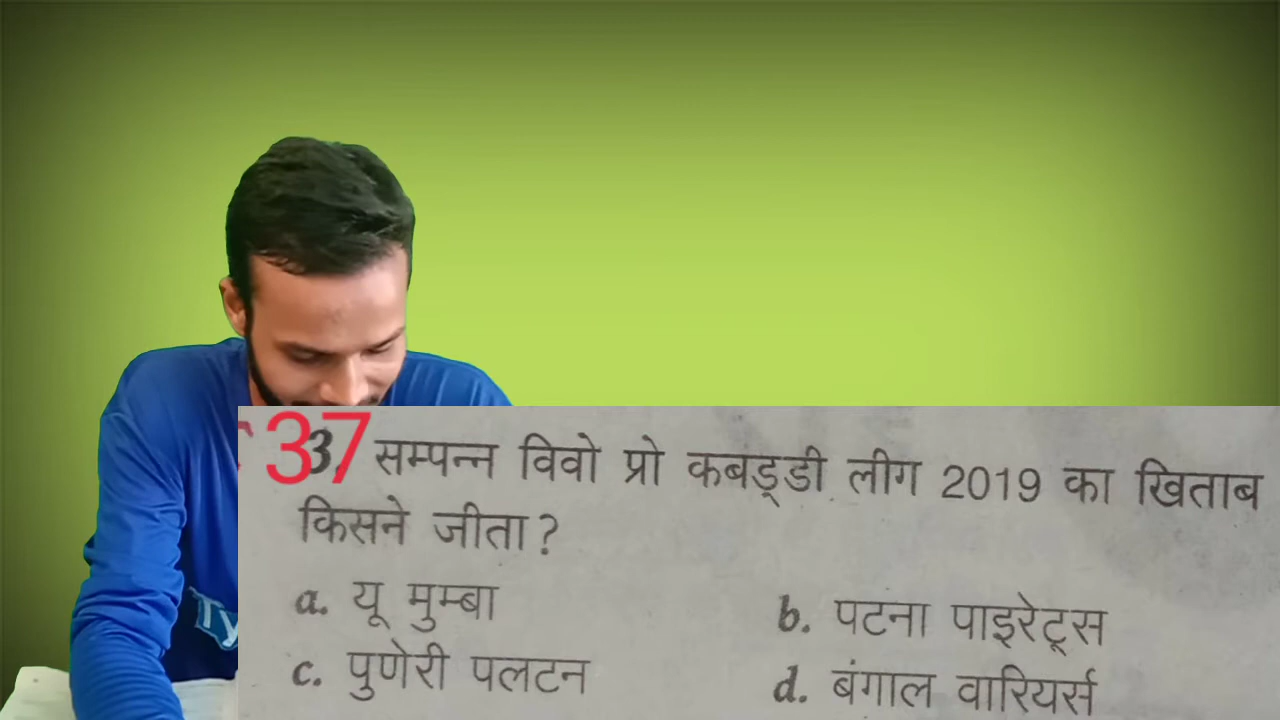 37 सम्पन्न विवो प्रो कबड्डी लीग 2019 का खिताब
किसने जीता?
a. यू मुम्बा
b. पटना पाइरेट्स
c. पुणेरी पलटन
d. बंगाल वारियर्स